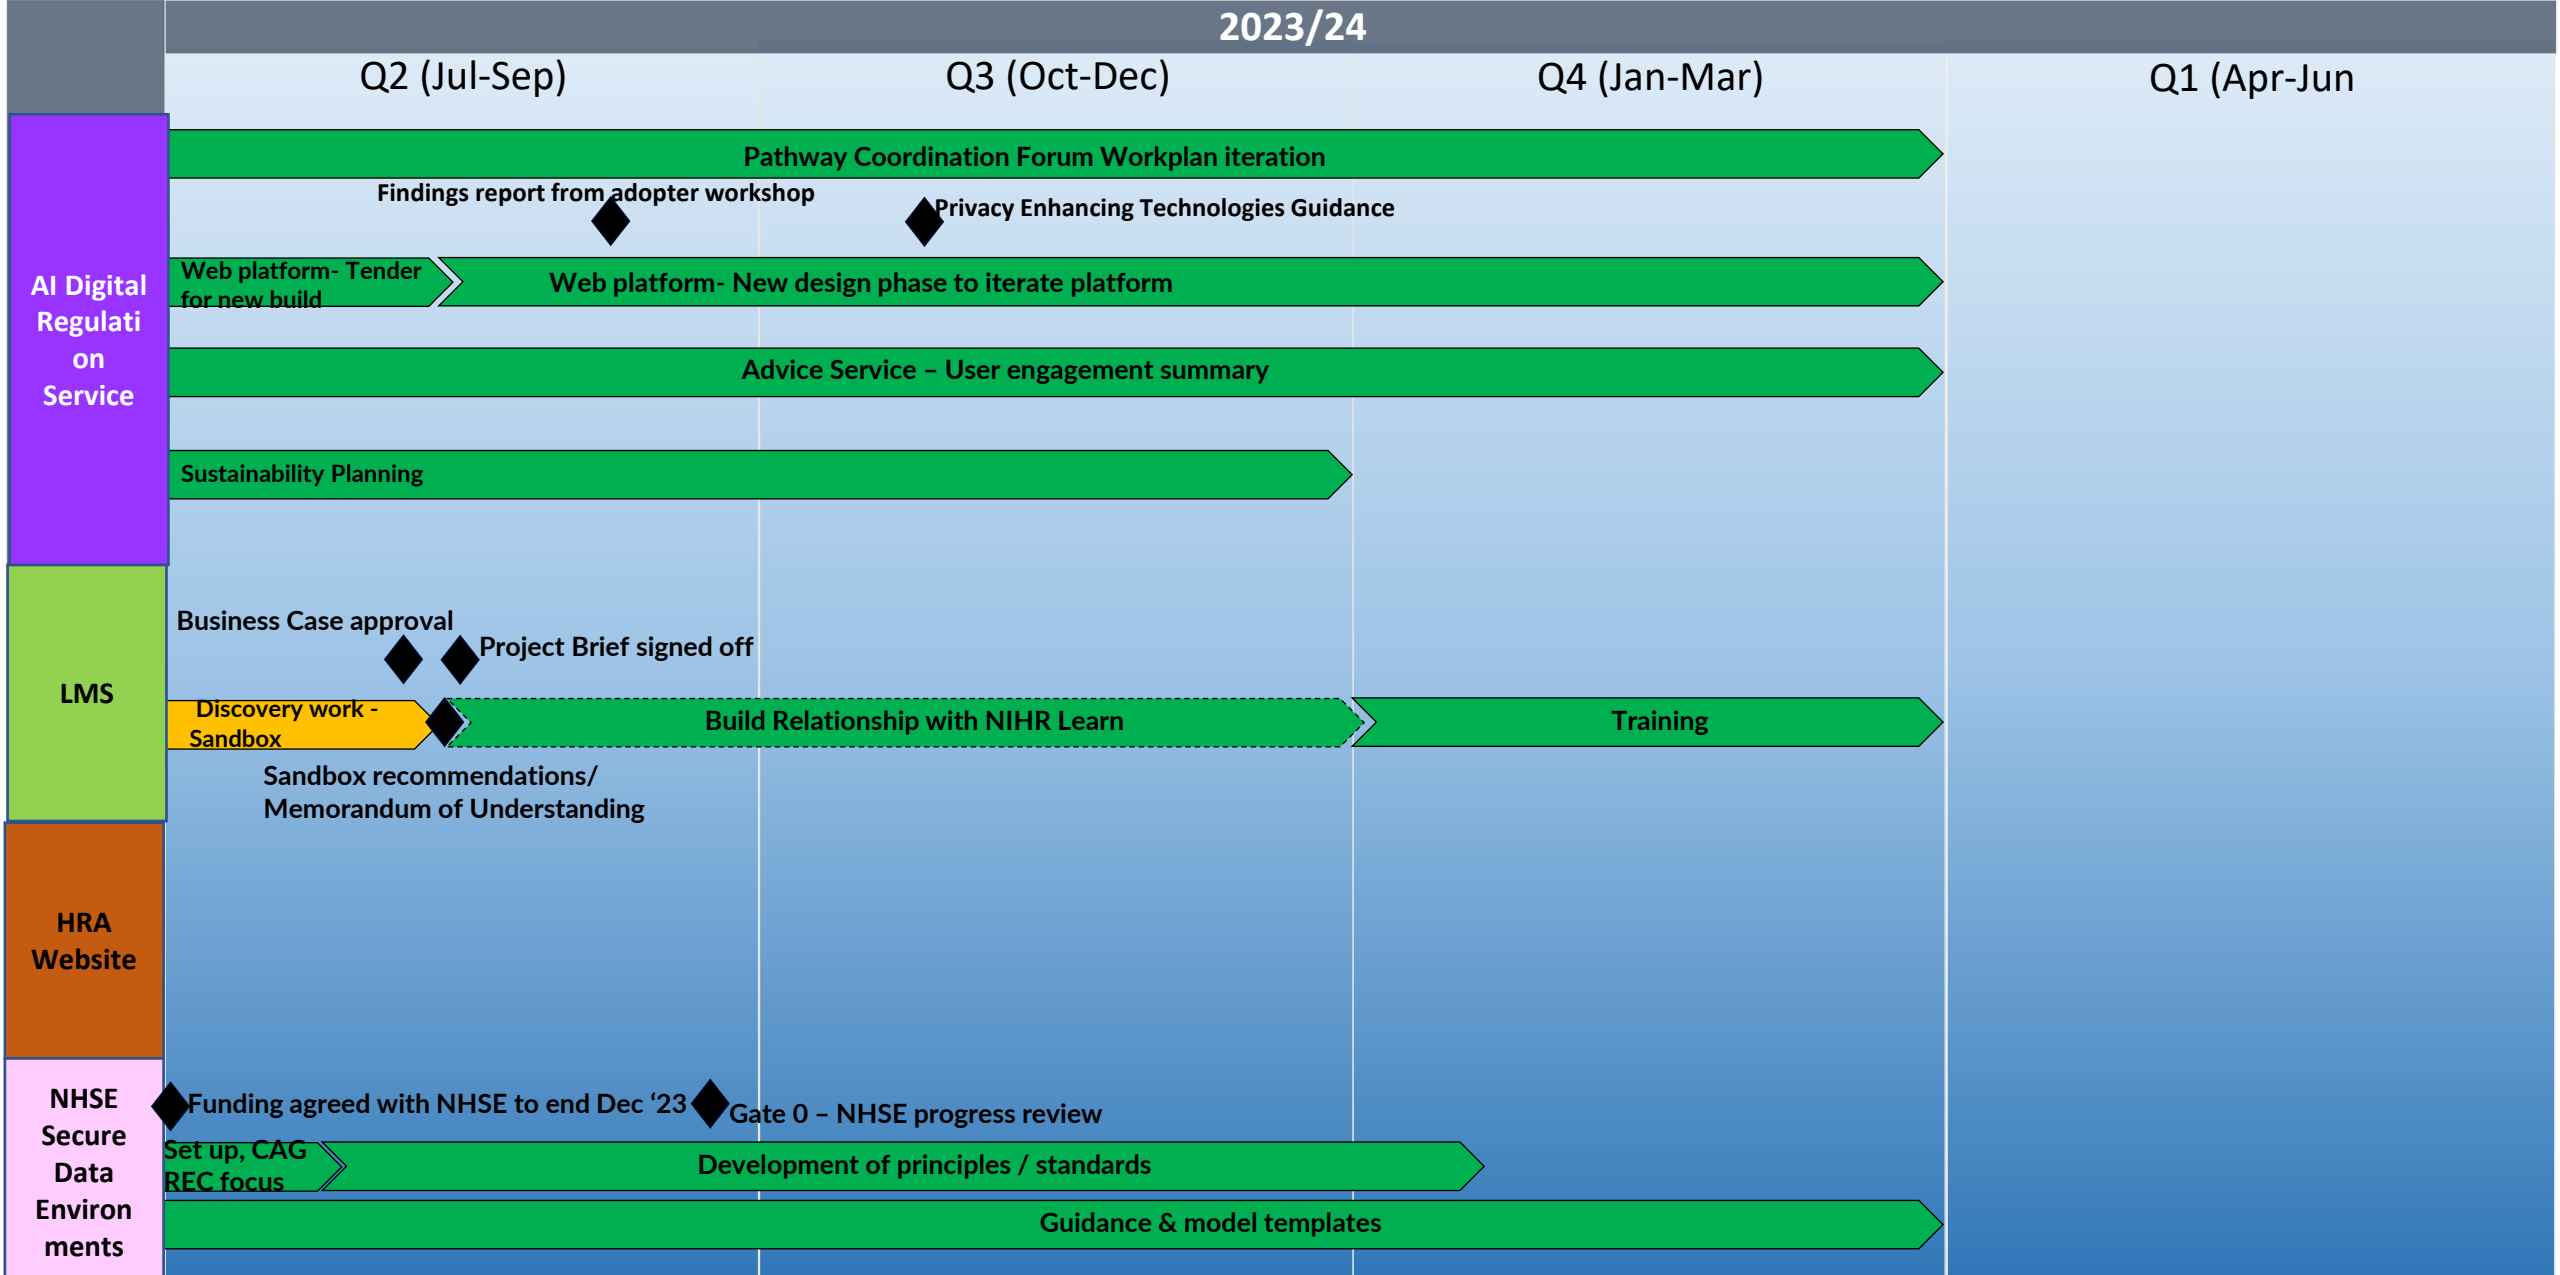 2023/24
Q2 (Jul-Sep)
Q3 (Oct-Dec)
Q4 (Jan-Mar)
Q1 (Apr-Jun
AI Digital
Regulati
on
Service
Pathway Coordination Forum Workplan iteration
Findings report from adopter workshop
Privacy Enhancing Technologies Guidance
Web platform- Tender
for new build
Web platform- New design phase to iterate platform
Advice Service – User engagement summary
Sustainability Planning
LMS
Business Case approval
Project Brief signed off
Discovery work -
Sandbox
Build Relationship with NIHR Learn
Training
Sandbox recommendations/
Memorandum of Understanding
HRA
Website
NHSE
Secure
Data
Environ
ments
Funding agreed with NHSE to end Dec ‘23
Gate 0 – NHSE progress review
Set up, CAG
REC focus
Development of principles / standards
Guidance & model templates